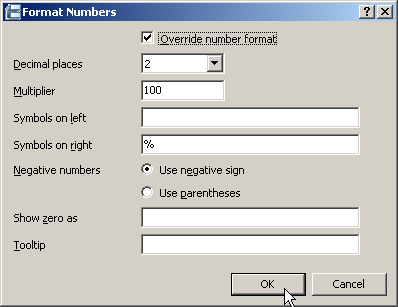 Format Numbers
Override number format
Decimal places 2
Multiplier 100
Symbols on left
Symbols on right %
Negative numbers Use negative sign
Use parentheses
Show zero as
Tooltip
OK Cancel